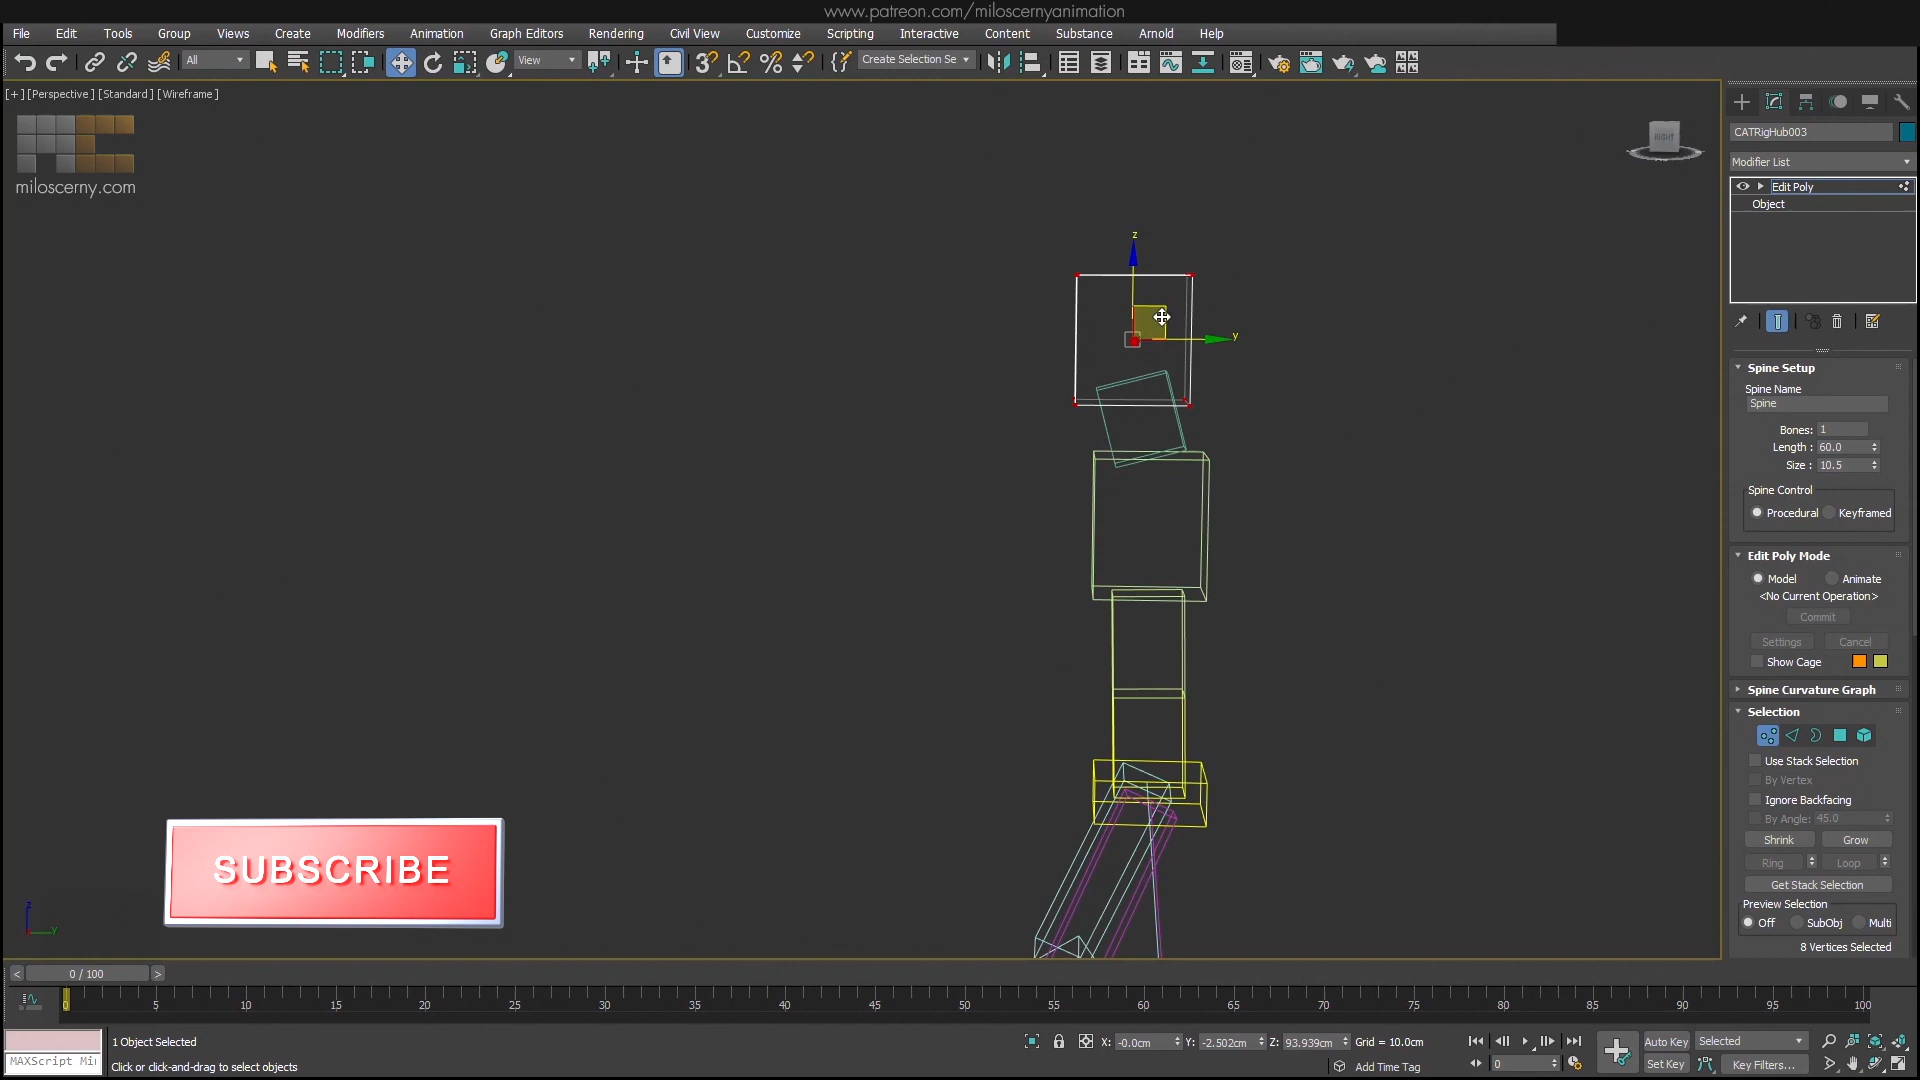 www.patreon.com/miloscernyanimation
File Edit Tools Group Views Create Modifiers Animation Graph Editors Rendering Civil View Customize Scripting Interactive Content Substance Arnold Help
All View Create Selection Se
[+] [Perspective ] [Standard ] [Wireframe ]
miloscerny.com
RIGHT
z
y
CATRigHub003
Modifier List
Edit Poly
Object
Spine Setup
Spine Name
Spine
Bones: 1
Length : 60.0
Size : 10.5
Spine Control
Procedural Keyframed
Edit Poly Mode
Model Animate
<No Current Operation>
Commit
Settings Cancel
Show Cage
Spine Curvature Graph
Selection
Use Stack Selection
By Vertex
Ignore Backfacing
By Angle: 45.0
Shrink Grow
Ring Loop
Get Stack Selection
Preview Selection
Off SubObj Multi
8 Vertices Selected
SUBSCRIBE
z
y
< 0 / 100 >
0 5 10 15 20 25 30 35 40 45 50 55 60 65 70 75 80 85 90 95 100
1 Object Selected
X: -0.0cm Y: -2.502cm Z: 93.939cm Grid = 10.0cm
Auto Key Selected
MAXScript Mi
Click or click-and-drag to select objects
Add Time Tag
0
Set Key Key Filters...